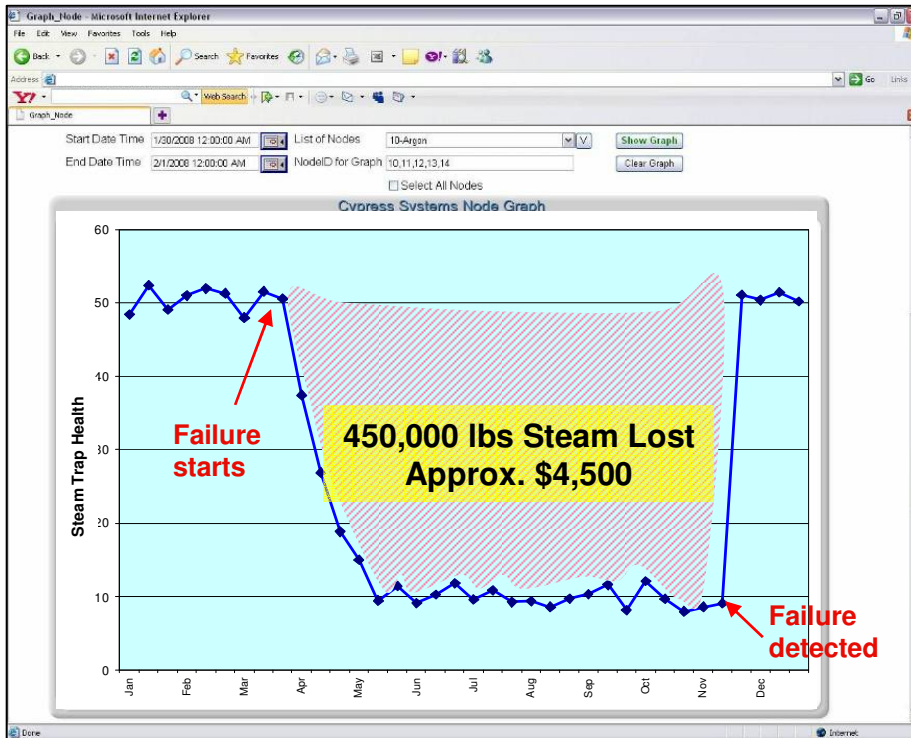 Graph_Node - Microsoft Internet Explorer
File Edit View Favorites Tools Help
Back Search Favorites
Address Go Links
Y! Web Search
Graph_Node
Start Date Time 1/30/2008 12:00:00 AM List of Nodes 10-Argon V Show Graph
End Date Time 2/1/2008 12:00:00 AM NodeID for Graph 10,11,12,13,14 Clear Graph
Select All Nodes
Cypress Systems Node Graph
60
50
40
30
20
10
0
Steam Trap Health
Failure
starts
450,000 lbs Steam Lost
Approx. $4,500
Failure
detected
Jan Feb Mar Apr May Jun Jul Aug Sep Oct Nov Dec
Done Internet